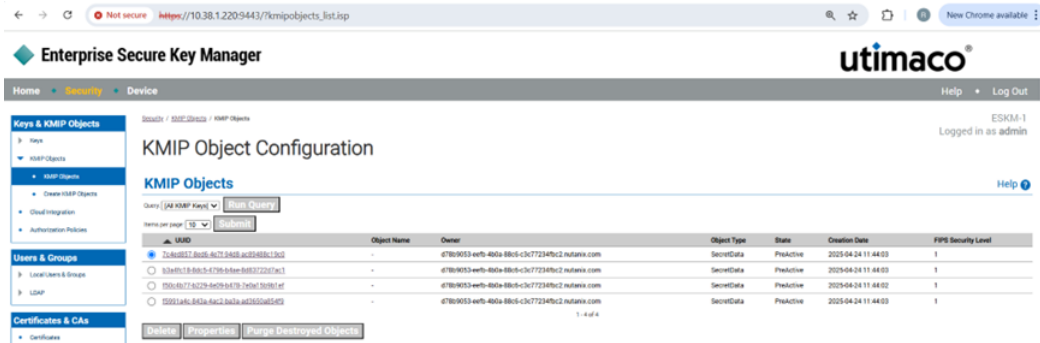 Not secure https://10.38.1.220:9443/?kmipobjects_list.isp
R New Chrome available
Enterprise Secure Key Manager
utimaco®
Home • Security • Device
Help • Log Out
ESKM-1
Logged in as admin
Keys & KMIP Objects
Keys
KMIP Objects
KMIP Objects
Create KMIP Objects
Cloud Integration
Authorization Policies
Users & Groups
Local Users & Groups
LDAP
Certificates & CAs
Certificates
Security / KMIP Objects / KMIP Objects
KMIP Object Configuration
KMIP Objects
Help ?
Query [All KMIP Keys] Run Query
Items per page 10 Submit
UUID Object Name Owner Object Type State Creation Date FIPS Security Level
- d78b9053-eefb-4b0a-88c6-c3c77234fbc2.nutanix.com SecretData PreActive 2025-04-24 11:44:03 1
- d78b9053-eefb-4b0a-88c6-c3c77234fbc2.nutanix.com SecretData PreActive 2025-04-24 11:44:03 1
- d78b9053-eefb-4b0a-88c6-c3c77234fbc2.nutanix.com SecretData PreActive 2025-04-24 11:44:03 1
- d78b9053-eefb-4b0a-88c6-c3c77234fbc2.nutanix.com SecretData PreActive 2025-04-24 11:44:03 1
1 - 4 of 4
Delete Properties Purge Destroyed Objects